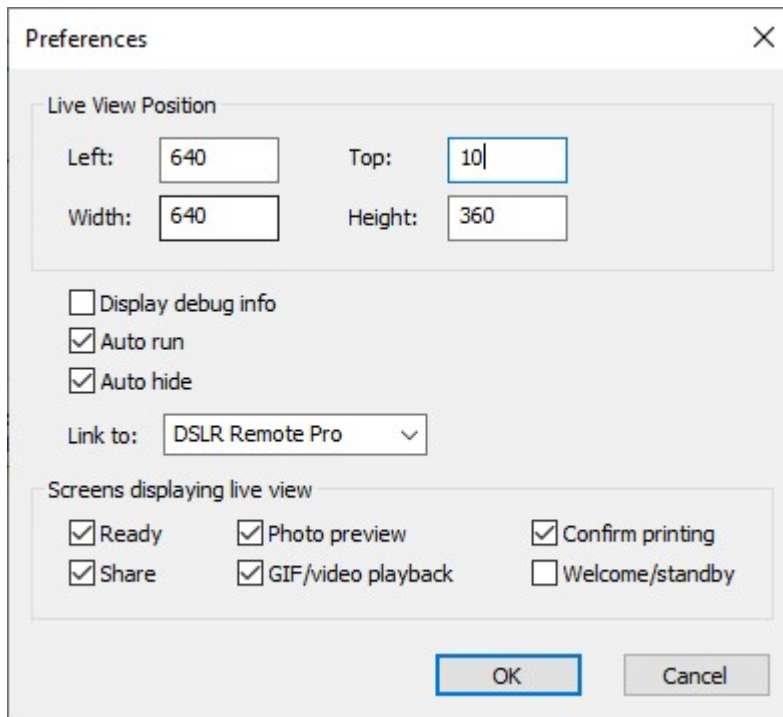 Preferences
Live View Position
Left: 640 Top: 10
Width: 640 Height: 360
Display debug info
Auto run
Auto hide
Link to: DSLR Remote Pro
Screens displaying live view
Ready Photo preview Confirm printing
Share GIF/video playback Welcome/standby
OK Cancel